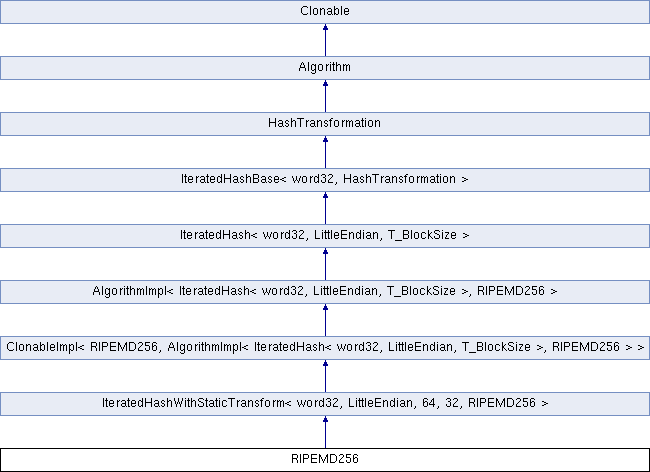 Clonable
Algorithm
HashTransformation
IteratedHashBase< word32, HashTransformation >
IteratedHash< word32, LittleEndian, T_BlockSize >
AlgorithmImpl< IteratedHash< word32, LittleEndian, T_BlockSize >, RIPEMD256 >
ClonableImpl< RIPEMD256, AlgorithmImpl< IteratedHash< word32, LittleEndian, T_BlockSize >, RIPEMD256 > >
IteratedHashWithStaticTransform< word32, LittleEndian, 64, 32, RIPEMD256 >
RIPEMD256